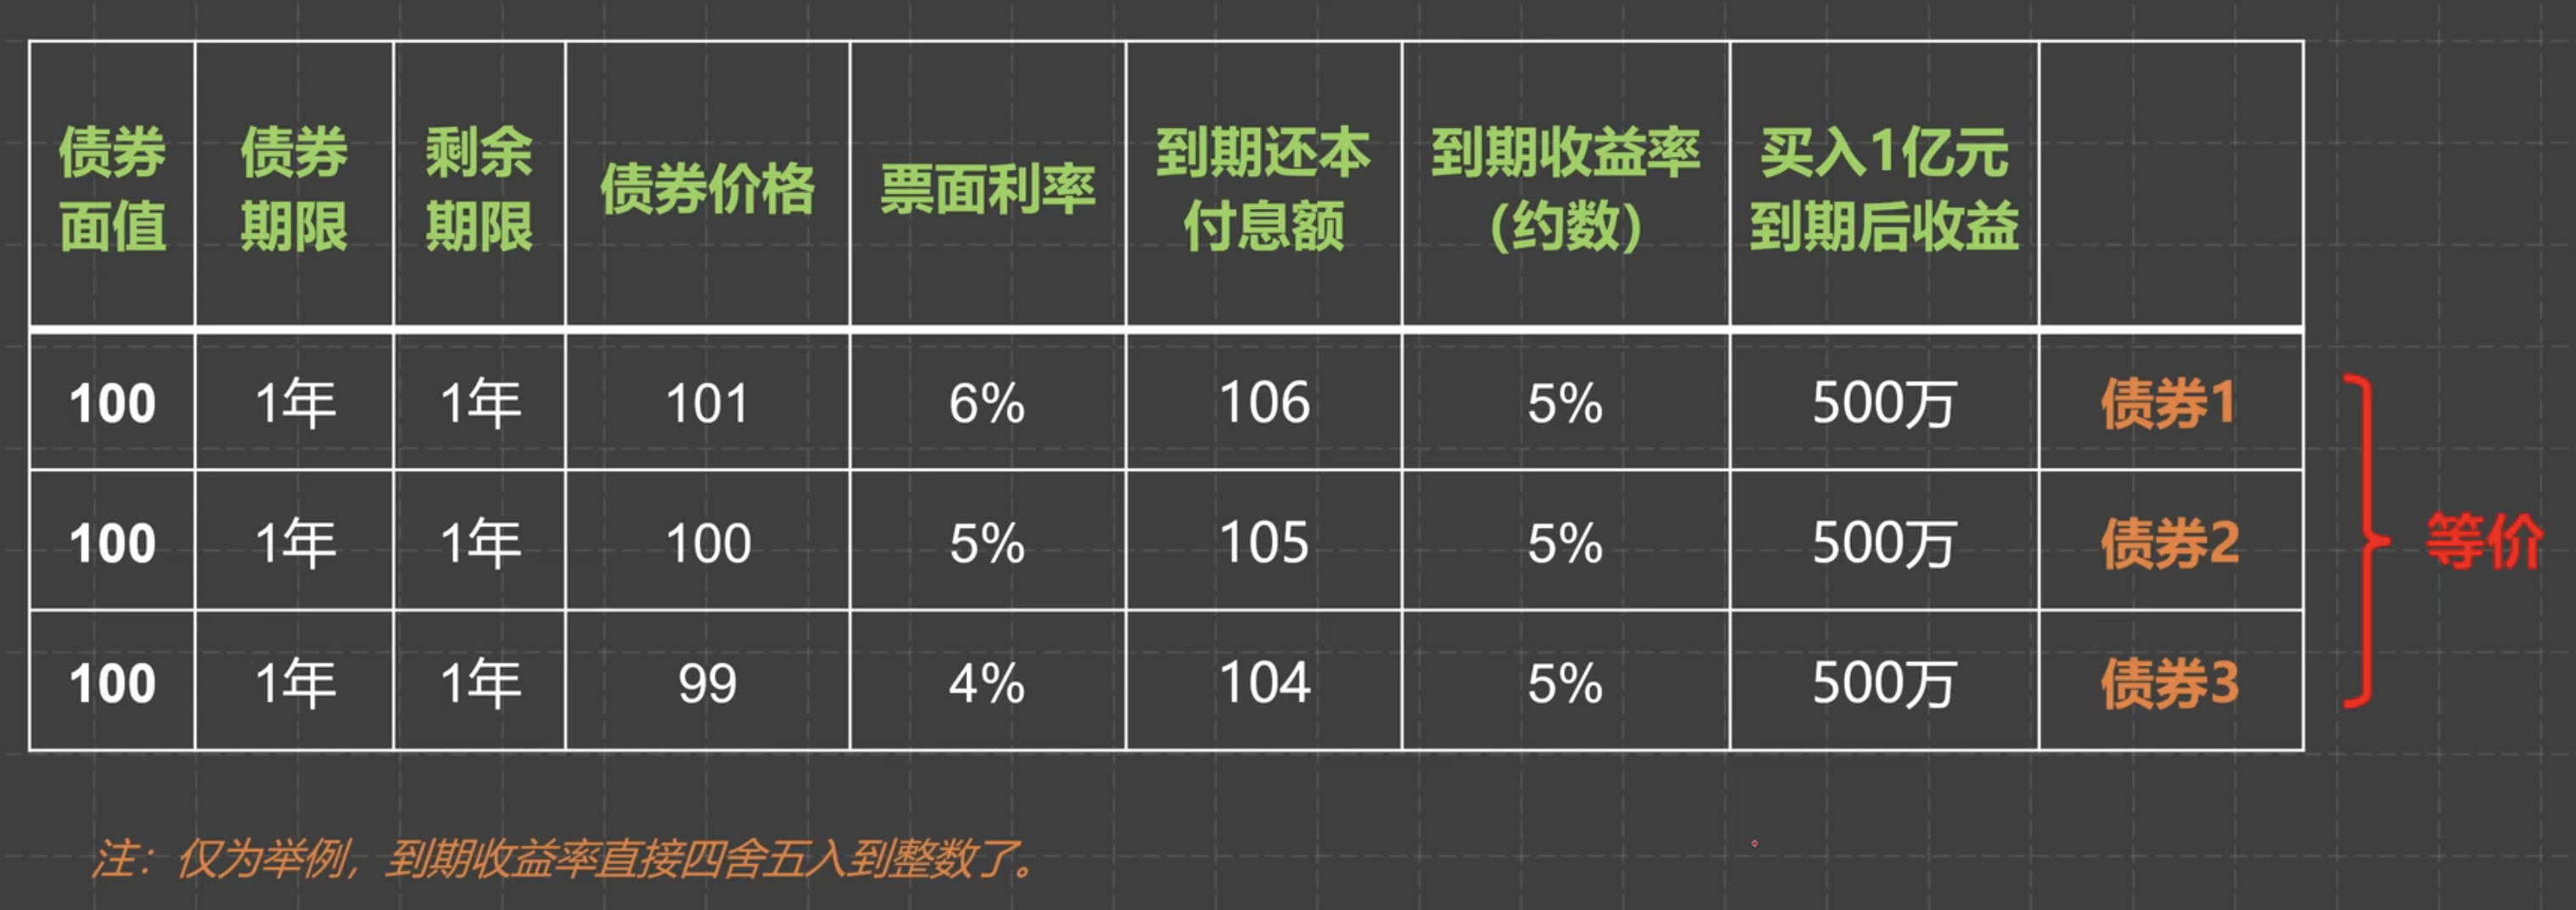 债券面值 债券期限 剩余期限 债券价格 票面利率 到期还本付息额 到期收益率(约数) 买入1亿元到期后收益
100 1年 1年 101 6% 106 5% 500万 债券1
100 1年 1年 100 5% 105 5% 500万 债券2
100 1年 1年 99 4% 104 5% 500万 债券3
等价
注：仅为举例，到期收益率直接四舍五入到整数了。